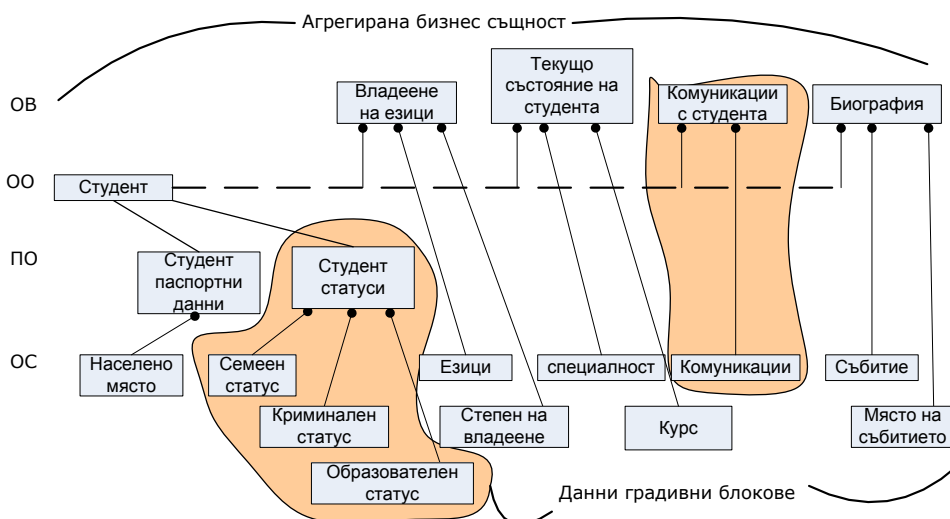 Агрегирана бизнес същност
ОВ
Владеене
на езици
Текущо
състояние на
студента
Комуникации
с студента
Биография
ОО
Студент
ПО
Студент
паспортни
данни
Студент
статуси
ОС
Населено
място
Семеен
статус
Езици
специалност
Комуникации
Събитие
Криминален
статус
Степен на
владеене
Курс
Място на
събитието
Образователен
статус
Данни градивни блокове